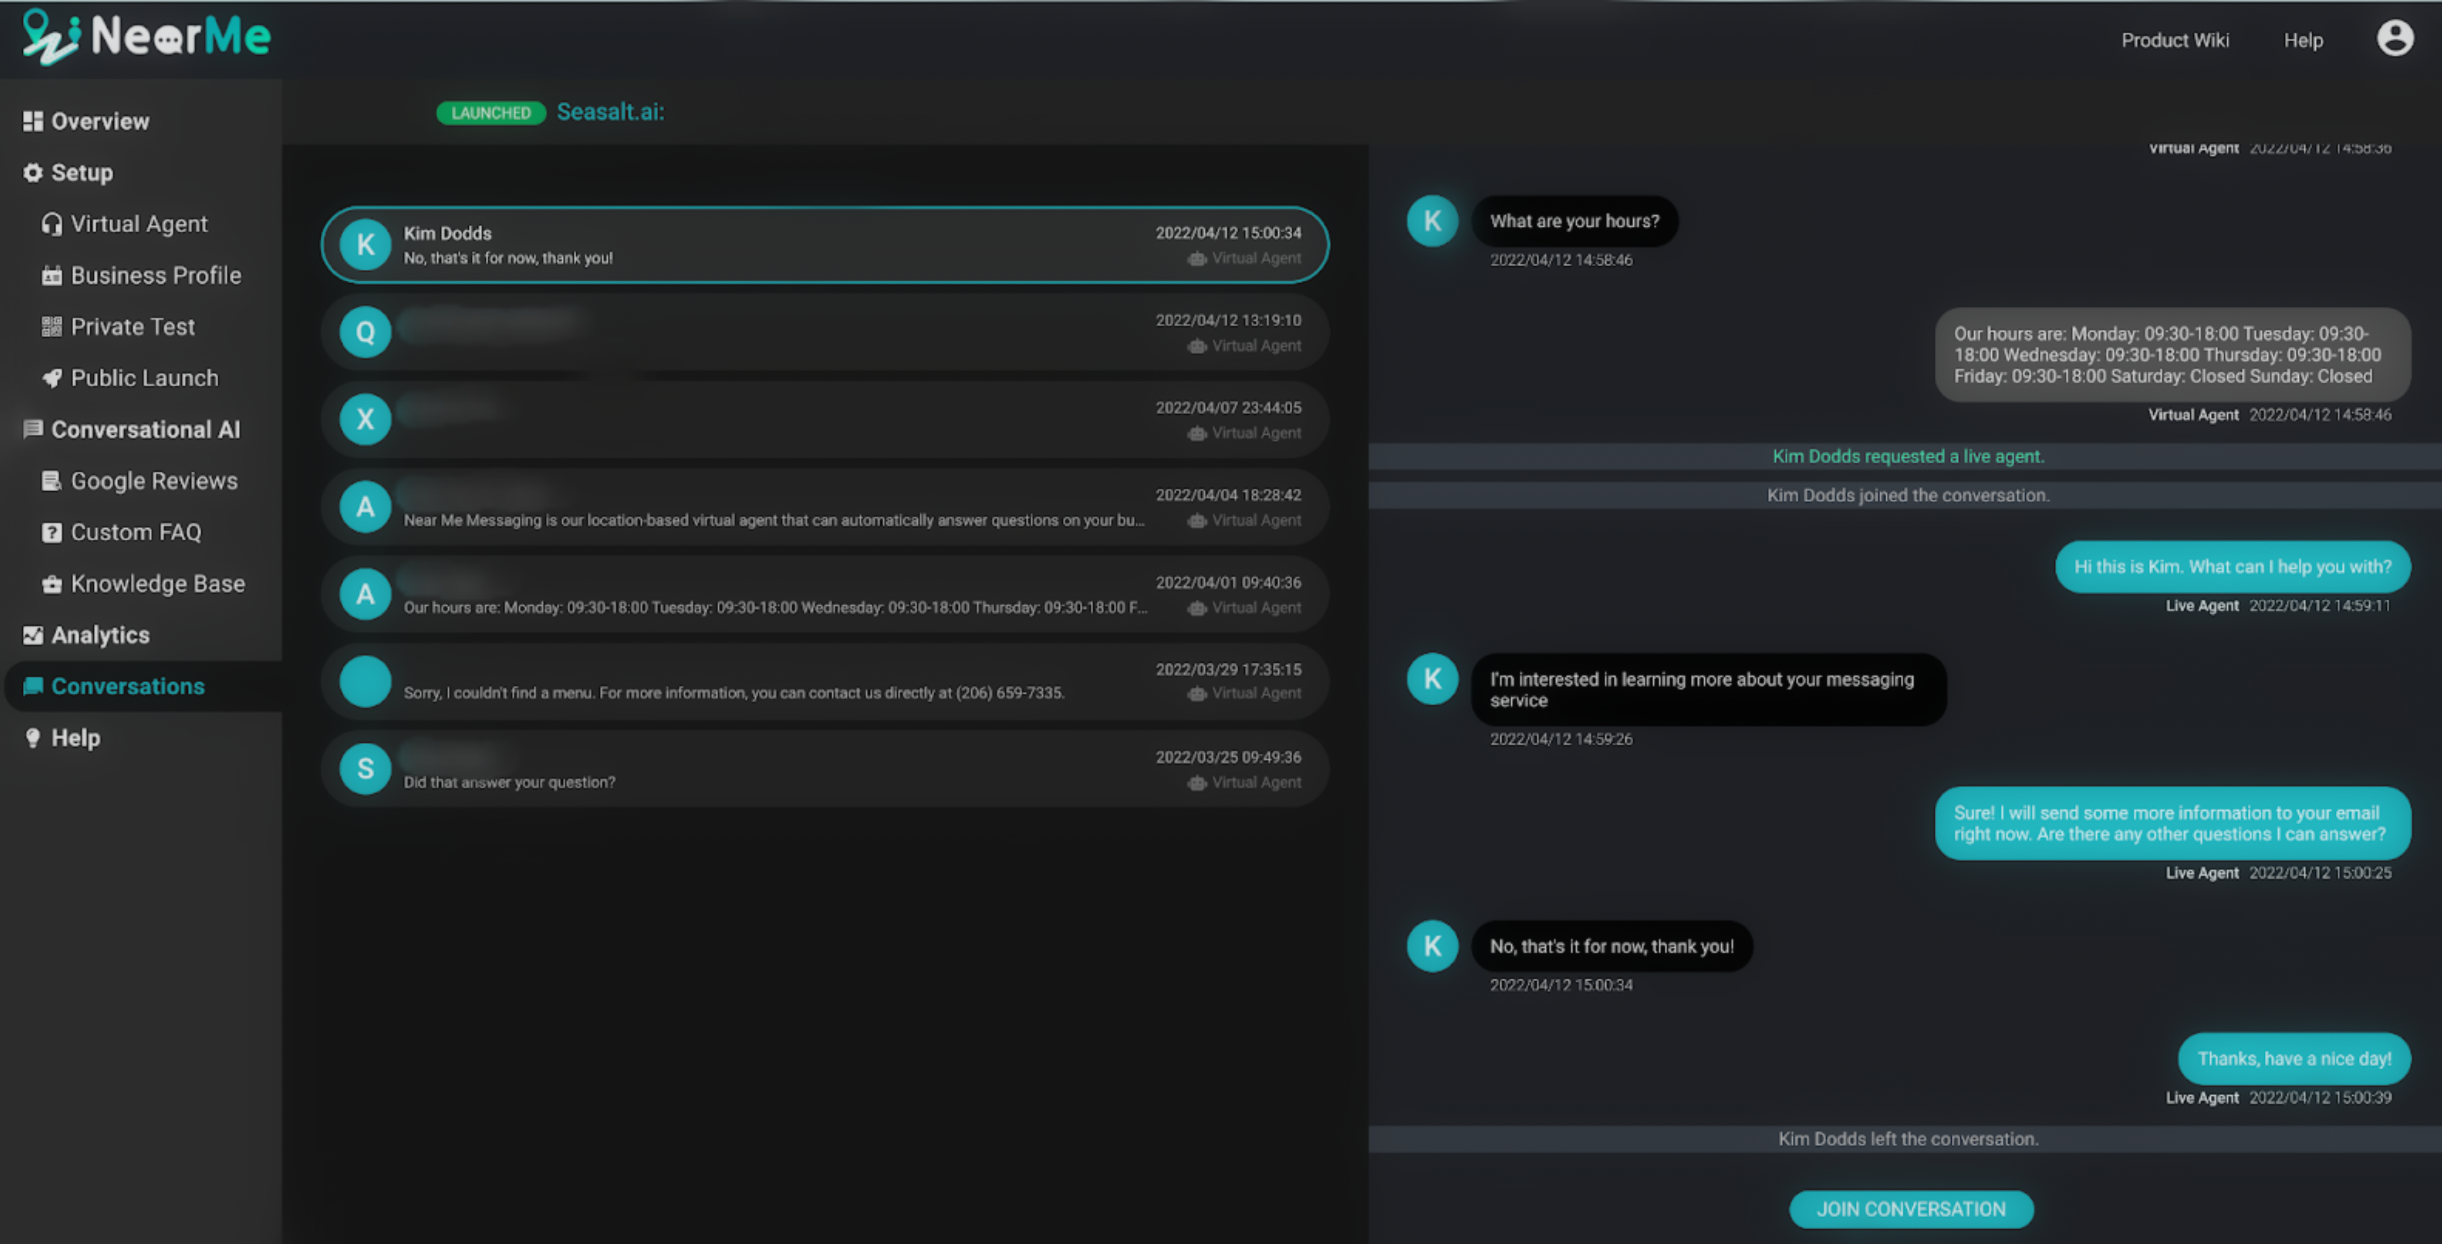 NearMe
Product Wiki
Help
Overview
Setup
Virtual Agent
Business Profile
Private Test
Public Launch
Conversational AI
Google Reviews
Custom FAQ
Knowledge Base
Analytics
Conversations
Help
LAUNCHED Seasalt.ai:
K
Kim Dodds
2022/04/12 15:00:34
No, that's it for now, thank you!
Virtual Agent
Q
2022/04/12 13:19:10
Virtual Agent
X
2022/04/07 23:44:05
Virtual Agent
A
2022/04/04 18:28:42
Near Me Messaging is our location-based virtual agent that can automatically answer questions on your bu...
Virtual Agent
A
2022/04/01 09:40:36
Our hours are: Monday: 09:30-18:00 Tuesday: 09:30-18:00 Wednesday: 09:30-18:00 Thursday: 09:30-18:00 F...
Virtual Agent
2022/03/29 17:35:15
Sorry, I couldn't find a menu. For more information, you can contact us directly at (206) 659-7335.
Virtual Agent
S
2022/03/25 09:49:36
Did that answer your question?
Virtual Agent
Virtual Agent 2022/04/12 14:58:36
K
What are your hours?
2022/04/12 14:58:46
Our hours are: Monday: 09:30-18:00 Tuesday: 09:30-
18:00 Wednesday: 09:30-18:00 Thursday: 09:30-18:00
Friday: 09:30-18:00 Saturday: Closed Sunday: Closed
Virtual Agent 2022/04/12 14:58:46
Kim Dodds requested a live agent.
Kim Dodds joined the conversation.
Hi this is Kim. What can I help you with?
Live Agent 2022/04/12 14:59:11
K
I'm interested in learning more about your messaging
service
2022/04/12 14:59:26
Sure! I will send some more information to your email
right now. Are there any other questions I can answer?
Live Agent 2022/04/12 15:00:25
K
No, that's it for now, thank you!
2022/04/12 15:00:34
Thanks, have a nice day!
Live Agent 2022/04/12 15:00:39
Kim Dodds left the conversation.
JOIN CONVERSATION